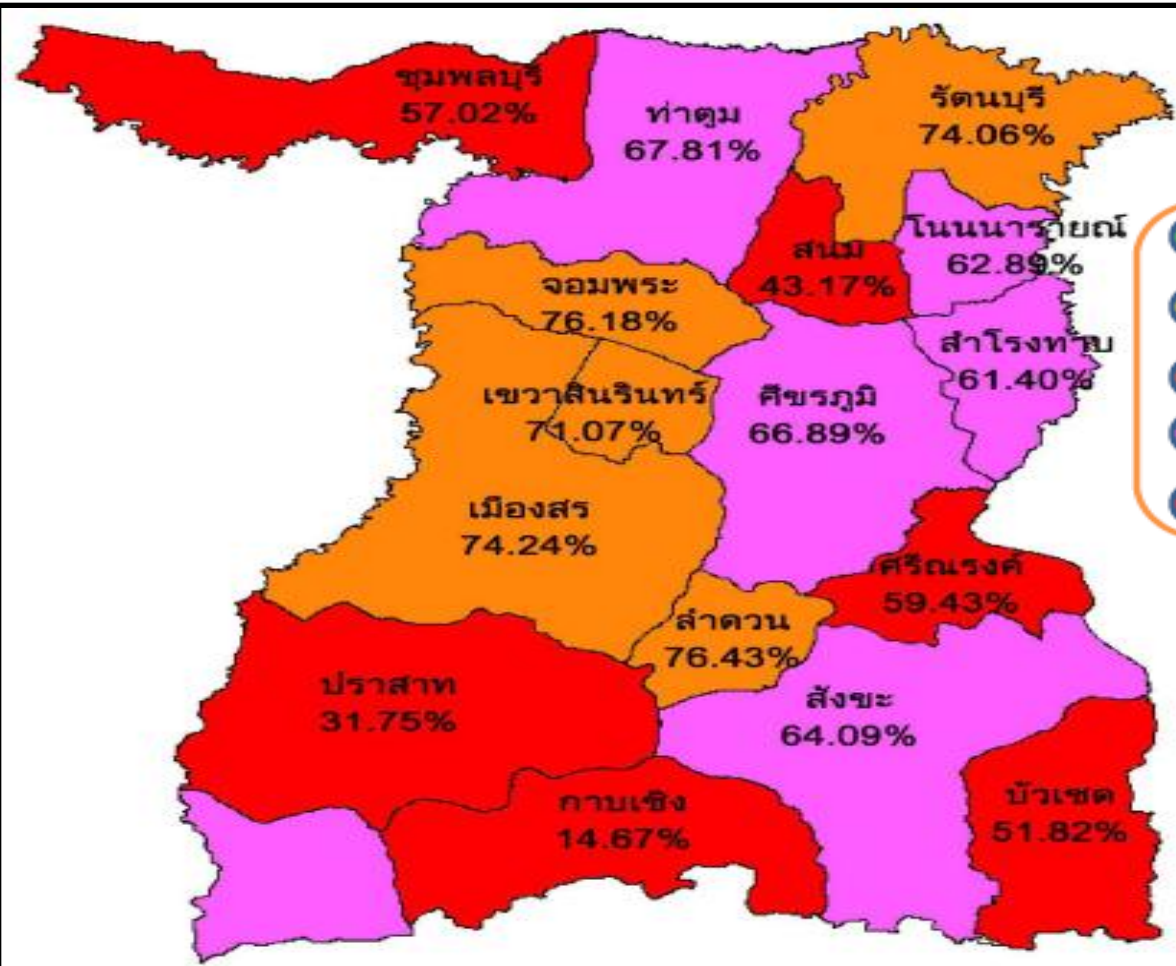 ชุมพลบุรี
57.02%
ท่าตูม
67.81%
รัตนบุรี
74.06%
สนม
43.17%
โนนนารายณ์
62.89%
จอมพระ
76.18%
สำโรงทาบ
61.40%
เขวาสินรินทร์
71.07%
ศีขรภูมิ
66.89%
เมืองสร
74.24%
ศรีณรงค์
59.43%
ลำดวน
76.43%
ปราสาท
31.75%
สังขะ
64.09%
กาบเชิง
14.67%
บัวเชด
51.82%